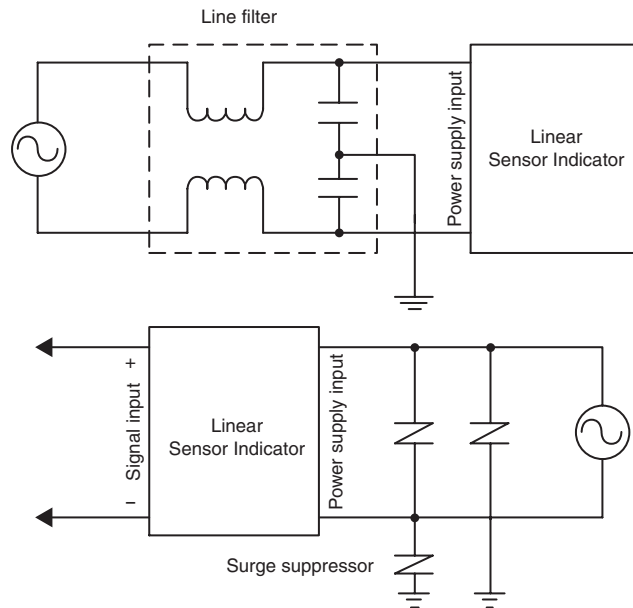 Line filter
Power supply input
Linear
Sensor Indicator
+
Signal input
–
Linear
Sensor Indicator
Power supply input
Surge suppressor